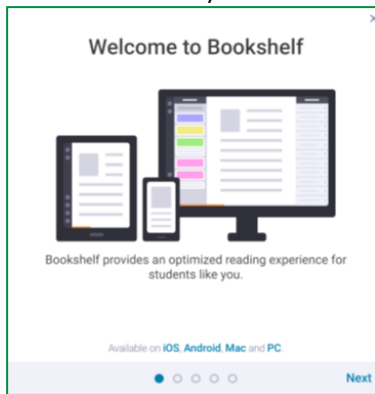 Welcome to Bookshelf
Bookshelf provides an optimized reading experience for
students like you.
Available on iOS, Android, Mac and PC.
Next